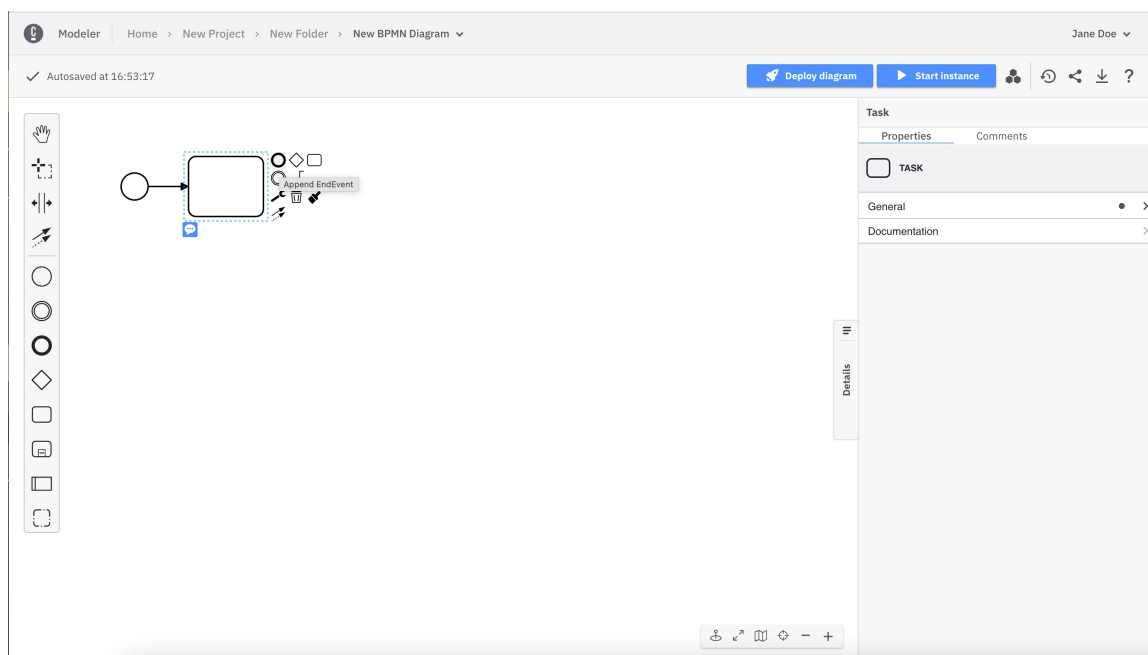 Modeler Home › New Project › New Folder › New BPMN Diagram Jane Doe
Autosaved at 16:53:17 Deploy diagram Start instance ?
Task
Properties Comments
TASK
Append EndEvent
General
Documentation
Details